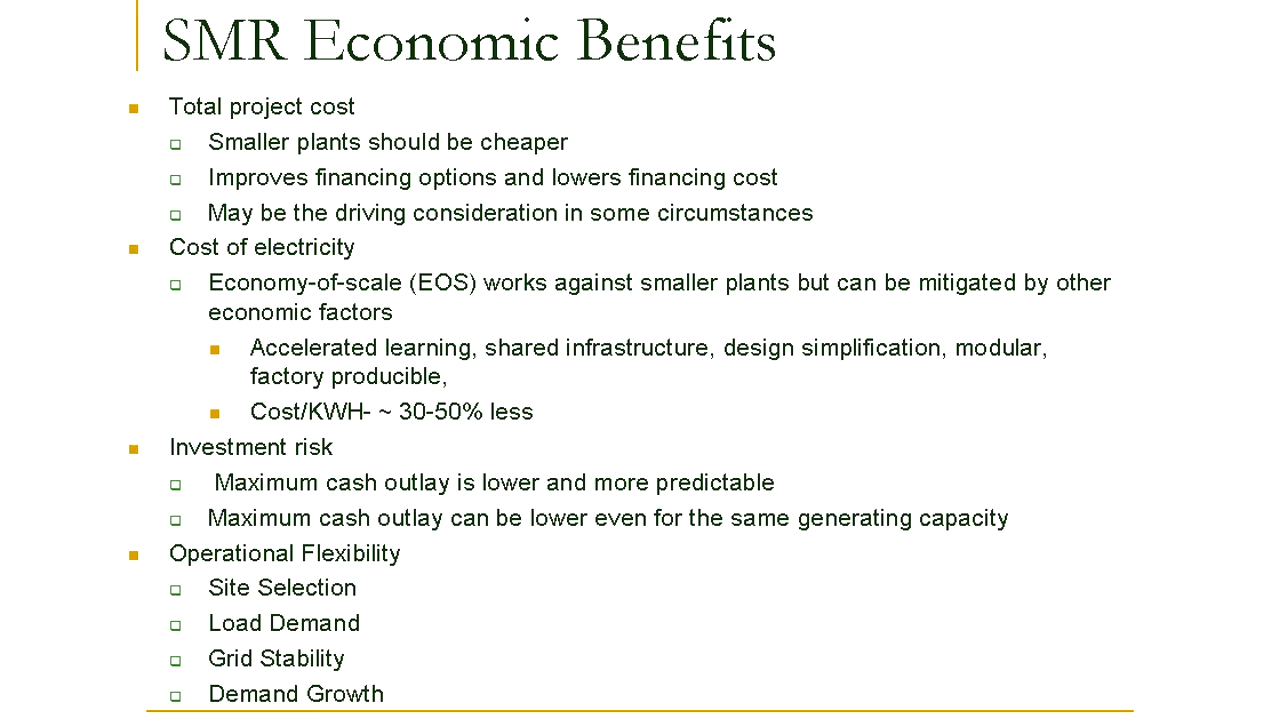 SMR Economic Benefits
Total project cost
Smaller plants should be cheaper
Improves financing options and lowers financing cost
May be the driving consideration in some circumstances
Cost of electricity
Economy-of-scale (EOS) works against smaller plants but can be mitigated by other
economic factors
Accelerated learning, shared infrastructure, design simplification, modular,
factory producible,
Cost/KWH- ~ 30-50% less
Investment risk
Maximum cash outlay is lower and more predictable
Maximum cash outlay can be lower even for the same generating capacity
Operational Flexibility
Site Selection
Load Demand
Grid Stability
Demand Growth